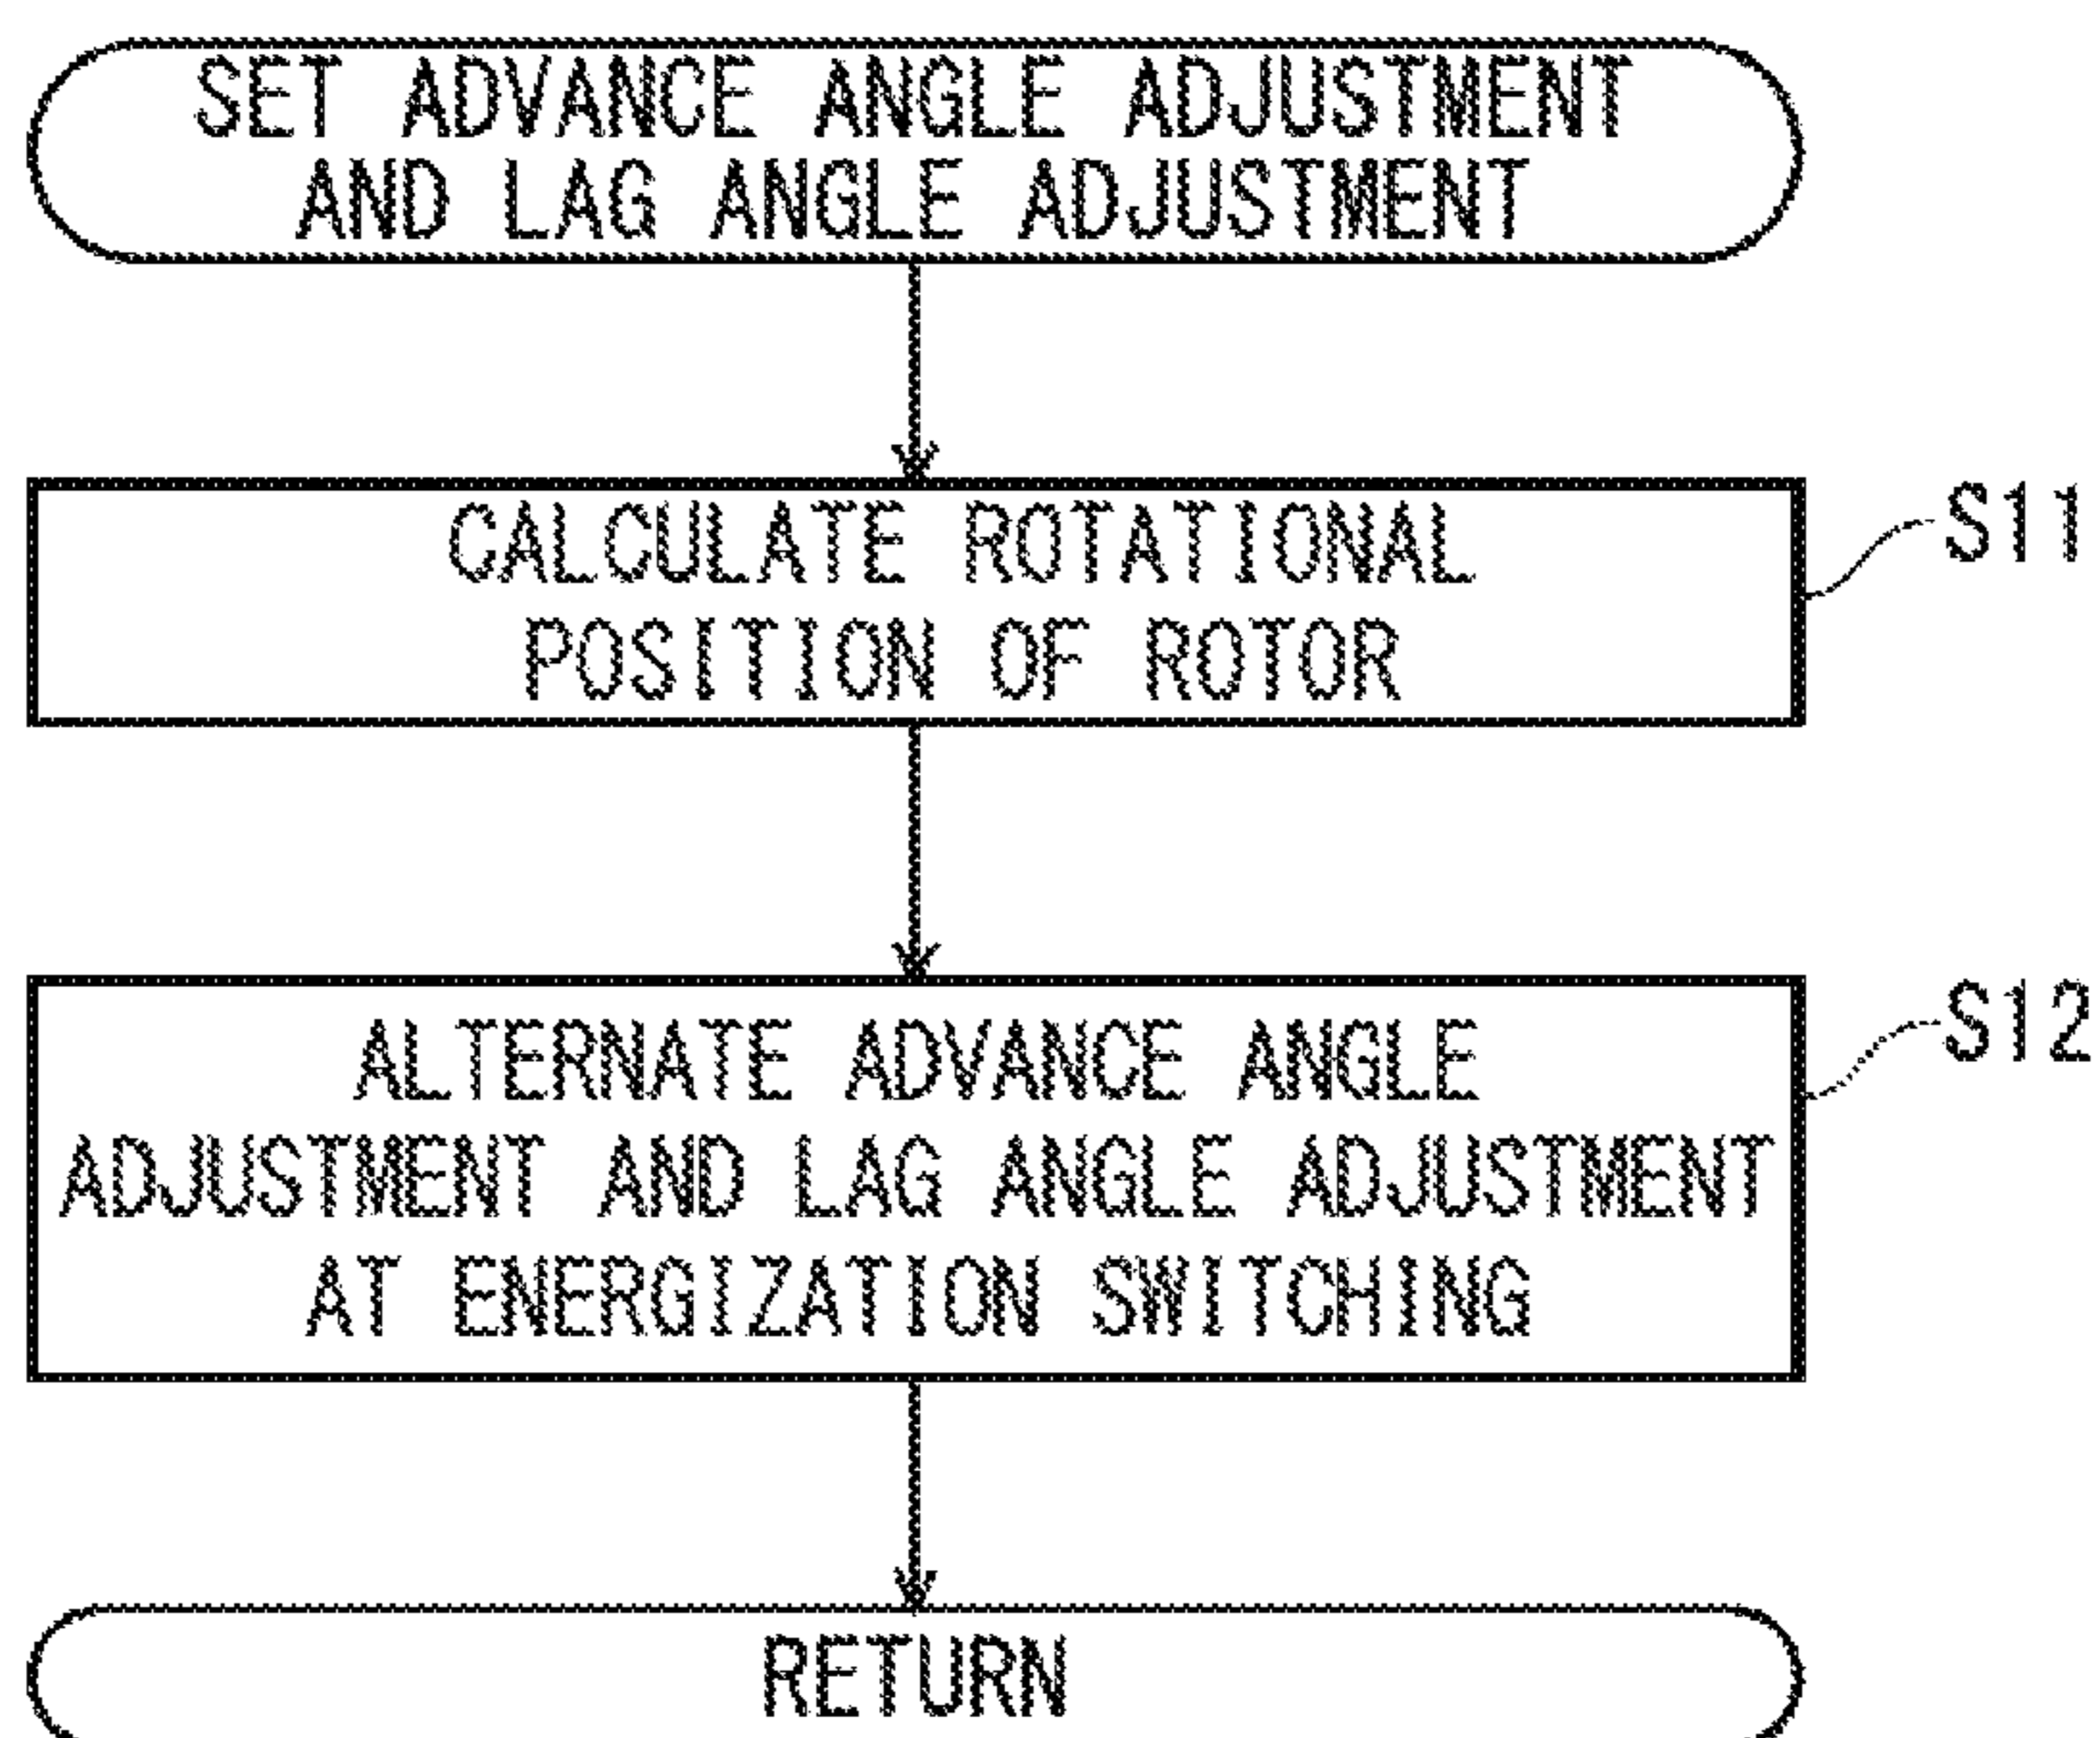 SET ADVANCE ANGLE ADJUSTMENT
AND LAG ANGLE ADJUSTMENT
CALCULATE ROTATIONAL
POSITION OF ROTOR
S11
ALTERNATE ADVANCE ANGLE
ADJUSTMENT AND LAG ANGLE ADJUSTMENT
AT ENERGIZATION SWITCHING
S12
RETURN